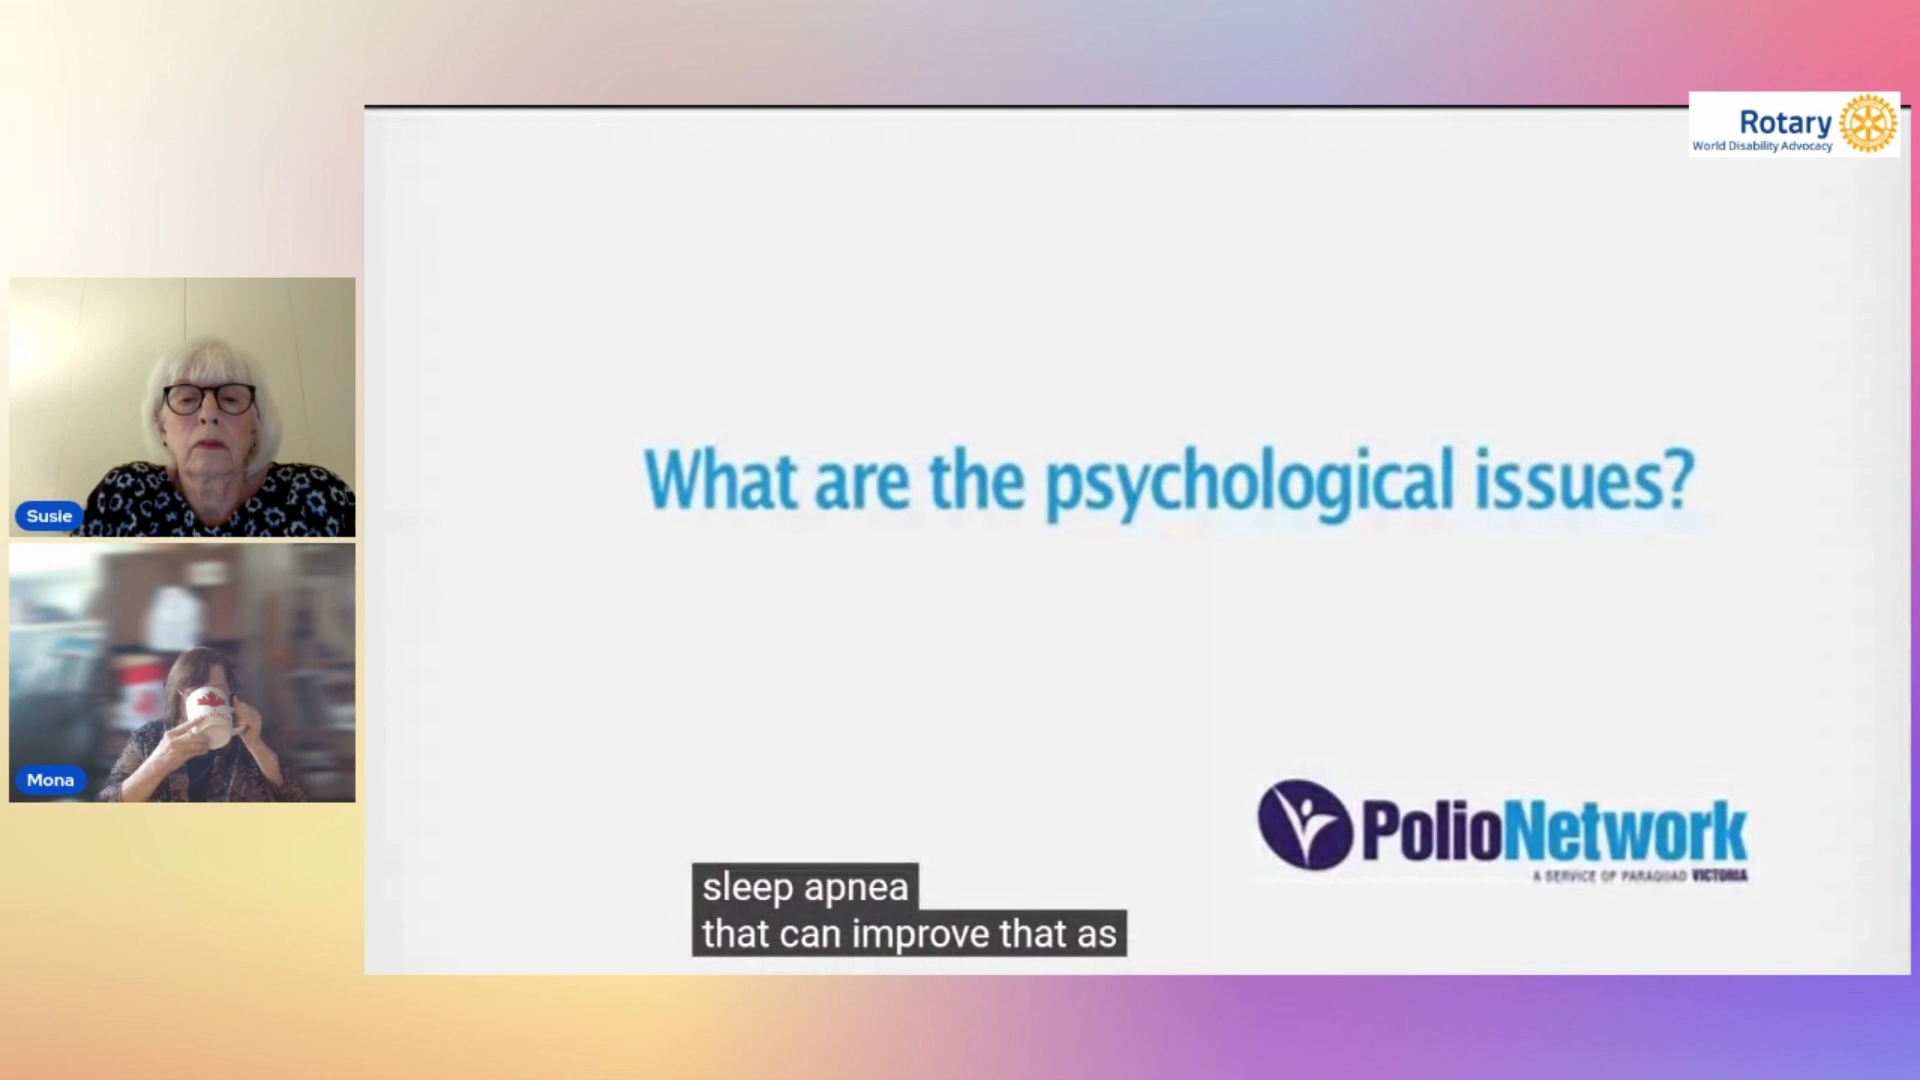 Rotary
World Disability Advocacy
What are the psychological issues?
Susie
Mona
PolioNetwork
A SERVICE OF PARAQUAD VICTORIA
sleep apnea
that can improve that as